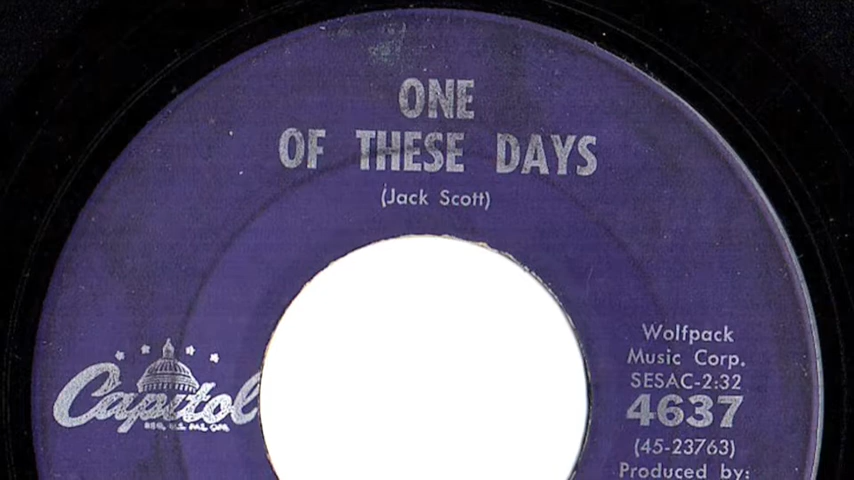 ONE
OF THESE DAYS
(Jack Scott)
Capitol
Wolfpack
Music Corp.
SESAC-2:32
4637
(45-23763)
Produced by: